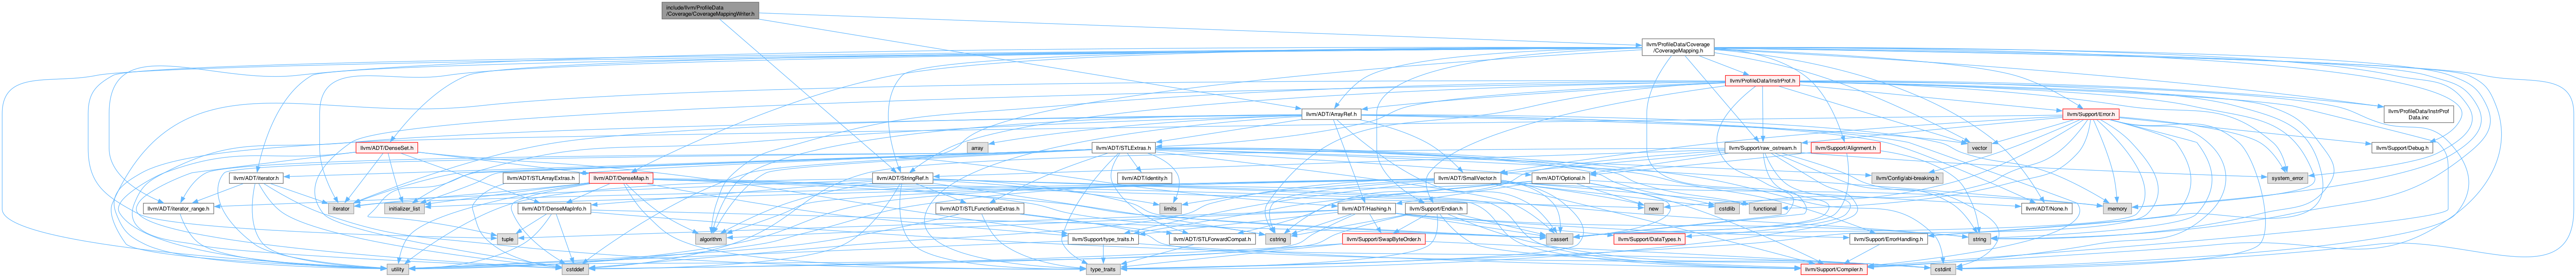 include/llvm/ProfileData
/Coverage/CoverageMappingWriter.h
llvm/ProfileData/Coverage
/CoverageMapping.h
llvm/ProfileData/InstrProf.h
llvm/ProfileData/InstrProf
Data.inc
llvm/ADT/ArrayRef.h
llvm/Support/Error.h
llvm/ADT/DenseSet.h
array
llvm/ADT/STLExtras.h
llvm/Support/raw_ostream.h
llvm/Support/Alignment.h
vector
llvm/Support/Debug.h
llvm/ADT/iterator.h
llvm/ADT/STLArrayExtras.h
llvm/ADT/DenseMap.h
llvm/ADT/StringRef.h
llvm/ADT/identity.h
llvm/ADT/SmallVector.h
llvm/ADT/Optional.h
llvm/Config/abi-breaking.h
system_error
llvm/ADT/iterator_range.h
iterator
initializer_list
llvm/ADT/DenseMapInfo.h
llvm/ADT/STLFunctionalExtras.h
limits
llvm/ADT/Hashing.h
llvm/Support/Endian.h
new
cstdlib
functional
llvm/ADT/None.h
memory
tuple
algorithm
llvm/Support/type_traits.h
llvm/ADT/STLForwardCompat.h
cstring
llvm/Support/SwapByteOrder.h
cassert
llvm/Support/DataTypes.h
llvm/Support/ErrorHandling.h
string
utility
cstddef
type_traits
llvm/Support/Compiler.h
cstdint